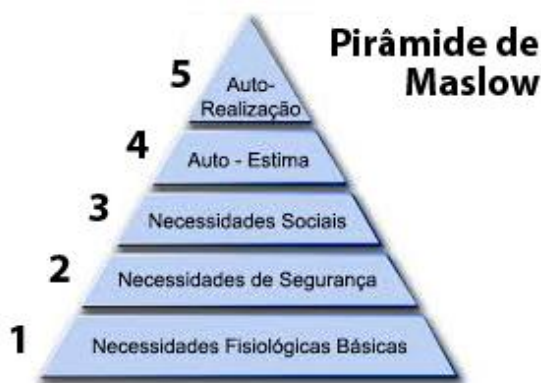 Pirâmide de
Maslow
5
Auto-
Realização
4
Auto - Estima
3
Necessidades Sociais
2
Necessidades de Segurança
1
Necessidades Fisiológicas Básicas